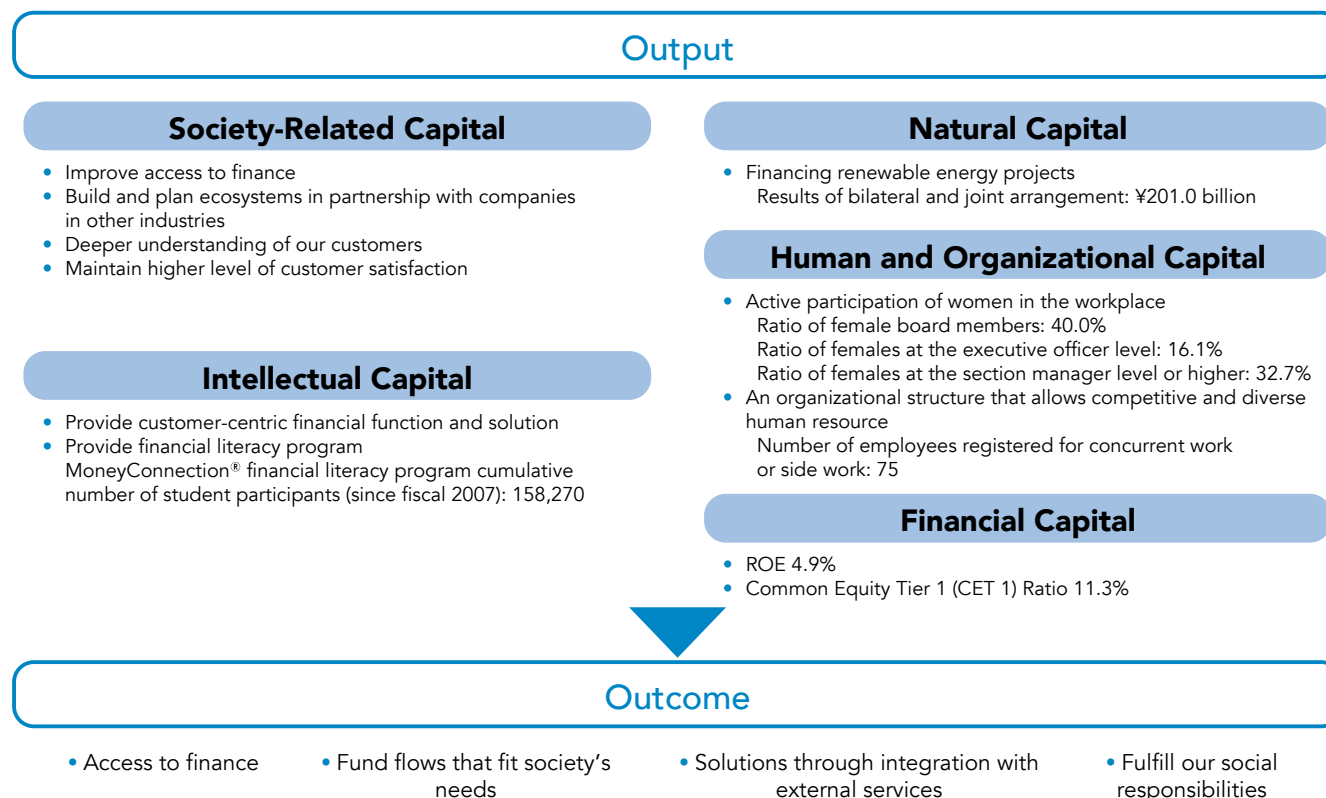 Output
Society-Related Capital
• Improve access to finance
• Build and plan ecosystems in partnership with companies
in other industries
• Deeper understanding of our customers
• Maintain higher level of customer satisfaction
Intellectual Capital
• Provide customer-centric financial function and solution
• Provide financial literacy program
MoneyConnection® financial literacy program cumulative
number of student participants (since fiscal 2007): 158,270
Natural Capital
• Financing renewable energy projects
Results of bilateral and joint arrangement: ¥201.0 billion
Human and Organizational Capital
• Active participation of women in the workplace
Ratio of female board members: 40.0%
Ratio of females at the executive officer level: 16.1%
Ratio of females at the section manager level or higher: 32.7%
• An organizational structure that allows competitive and diverse
human resource
Number of employees registered for concurrent work
or side work: 75
Financial Capital
• ROE 4.9%
• Common Equity Tier 1 (CET 1) Ratio 11.3%
Outcome
• Access to finance
• Fund flows that fit society's
needs
• Solutions through integration with
external services
• Fulfill our social
responsibilities